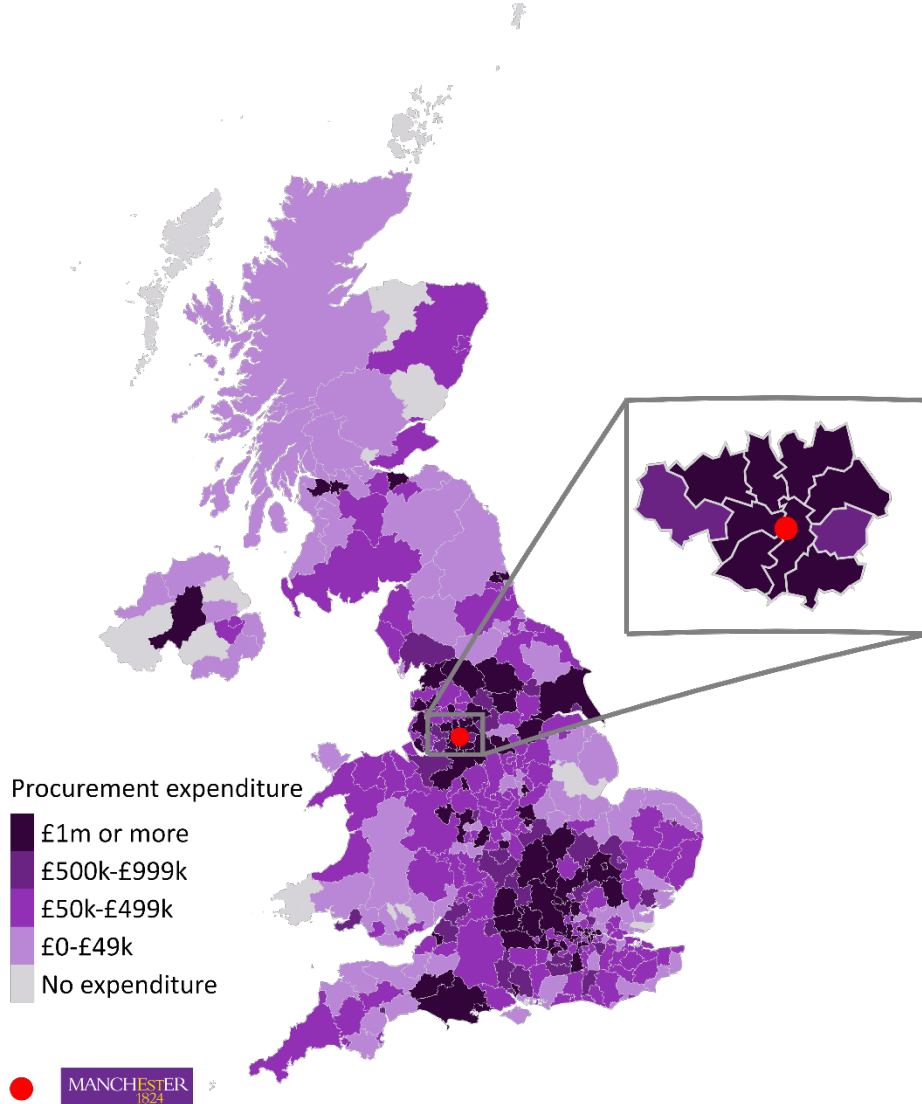 Procurement expenditure
£1m or more
£500k-£999k
£50k-£499k
£0-£49k
No expenditure
MANCHESTER
1824